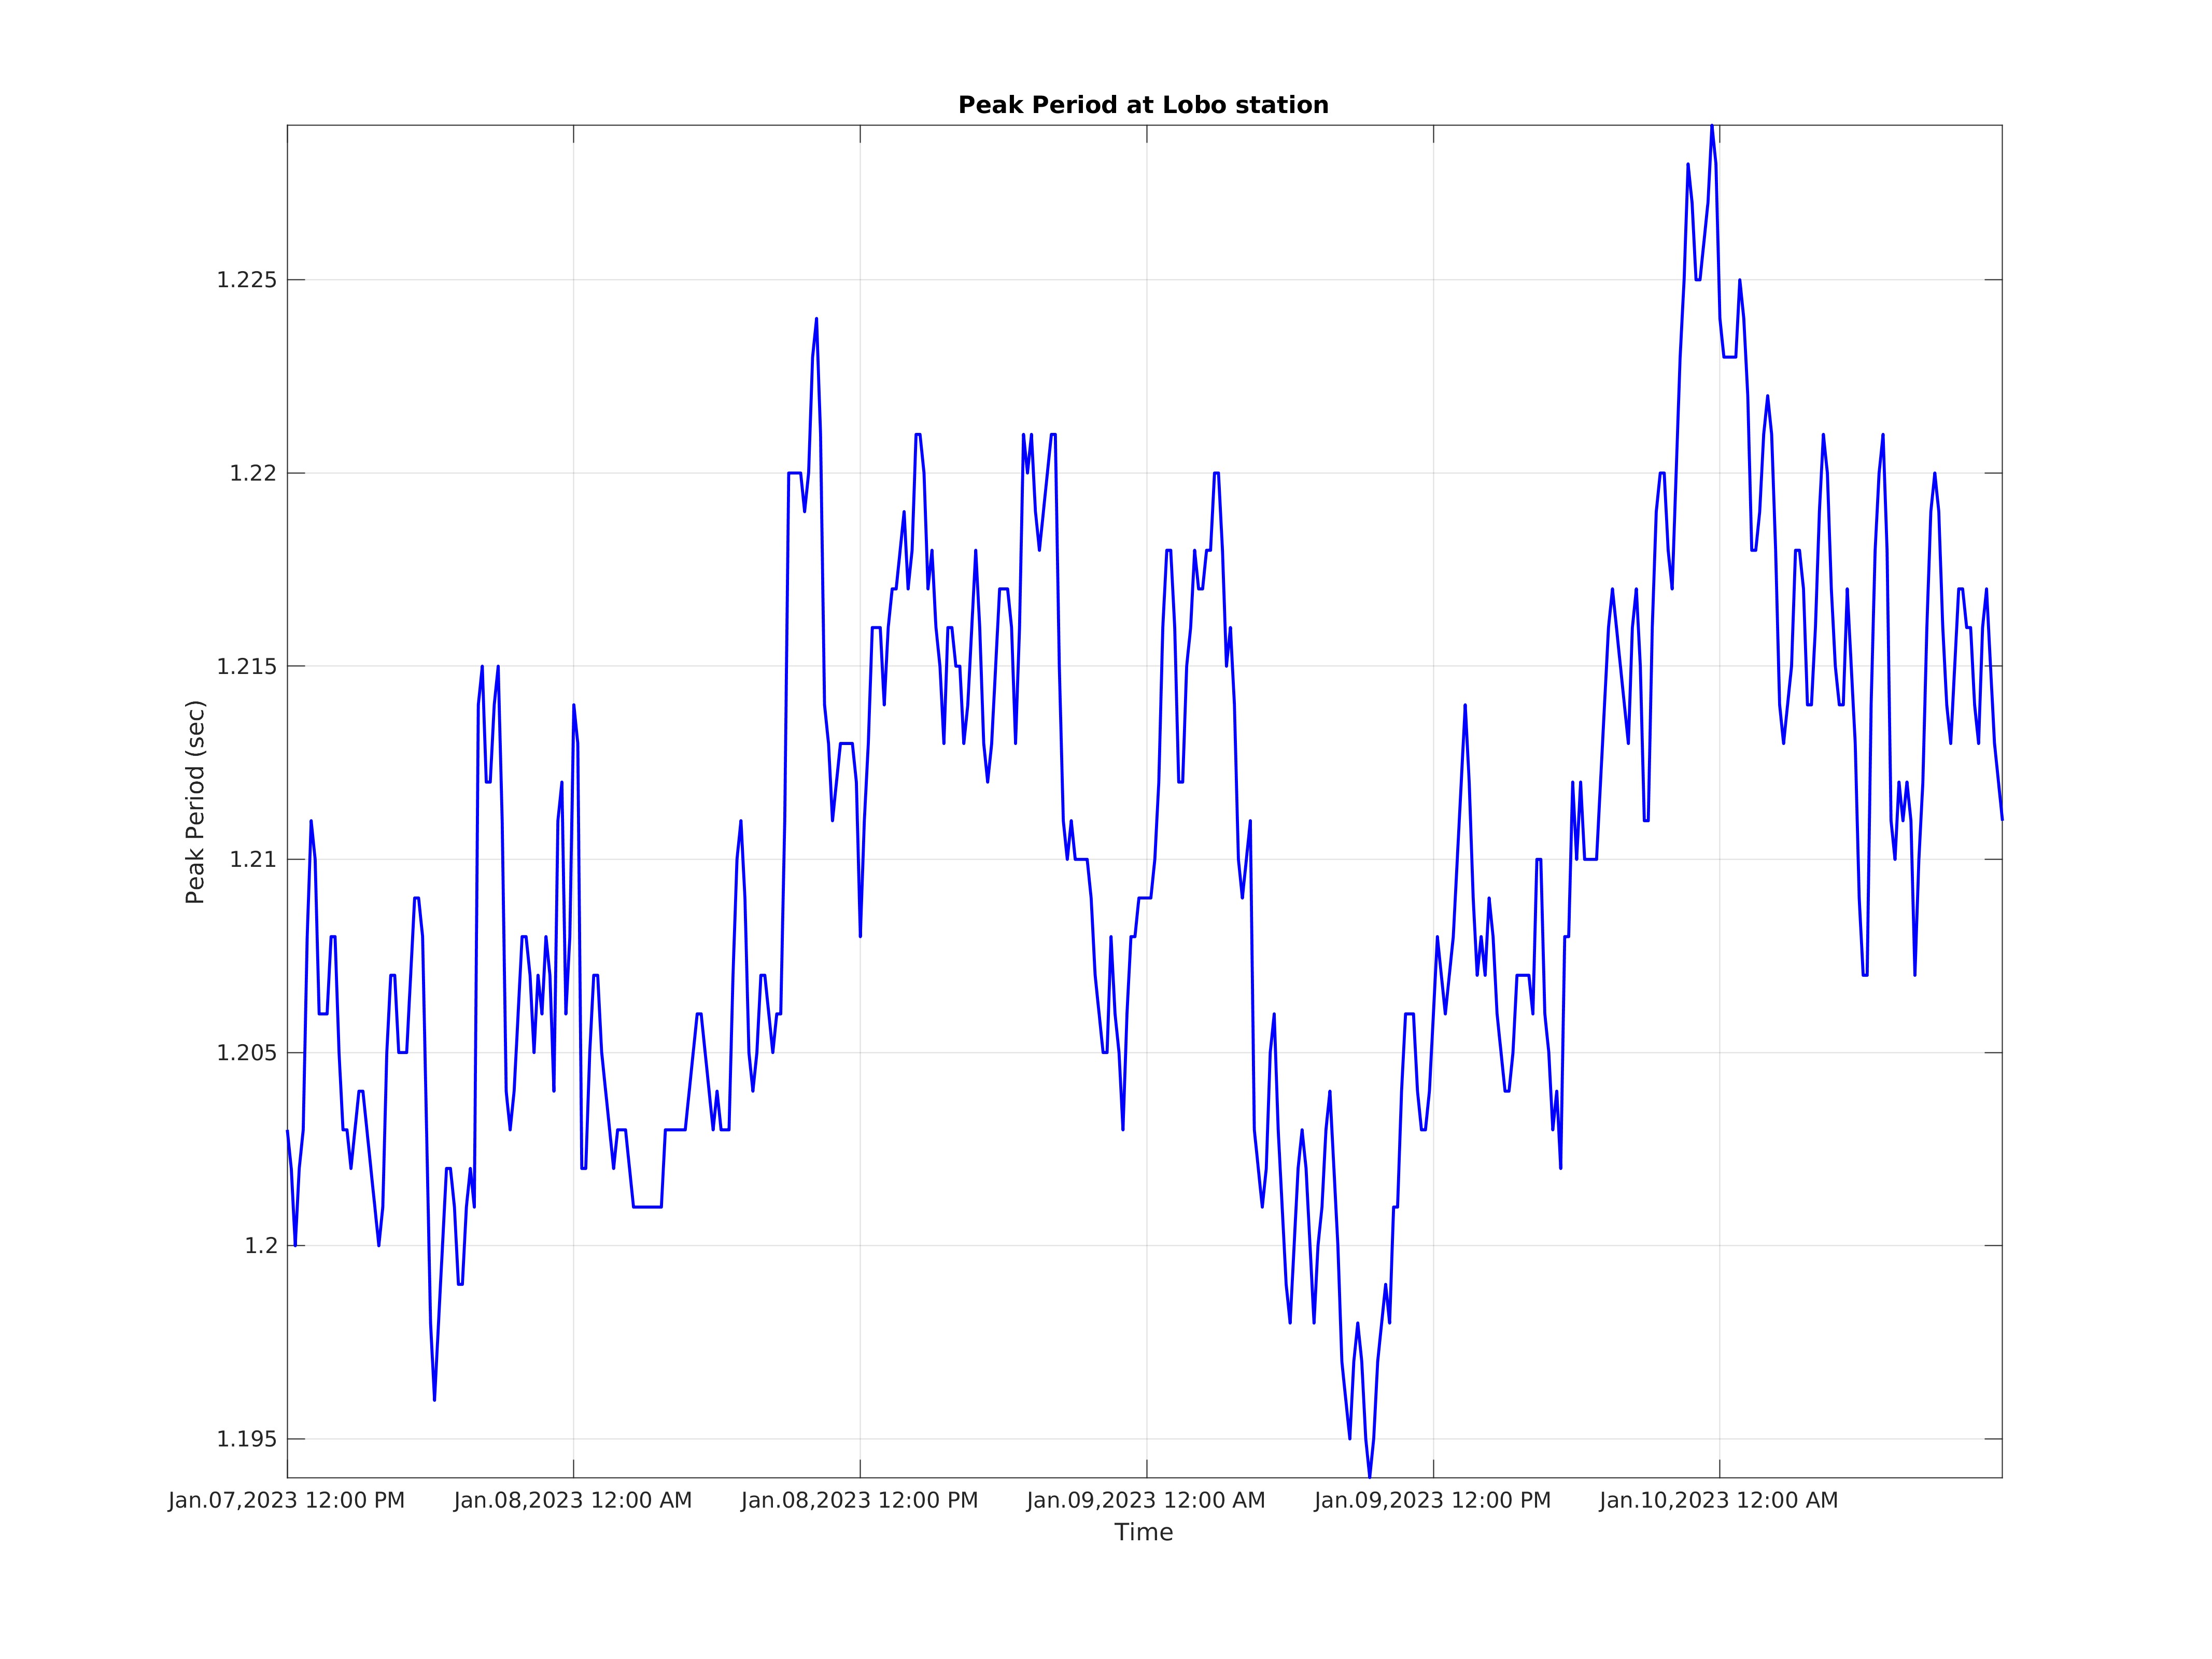 Peak Period at Lobo station
Peak Period (sec)
1.225
1.22
1.215
1.21
1.205
1.2
1.195
Jan.07,2023 12:00 PM Jan.08,2023 12:00 AM Jan.08,2023 12:00 PM Jan.09,2023 12:00 AM Jan.09,2023 12:00 PM Jan.10,2023 12:00 AM
Time